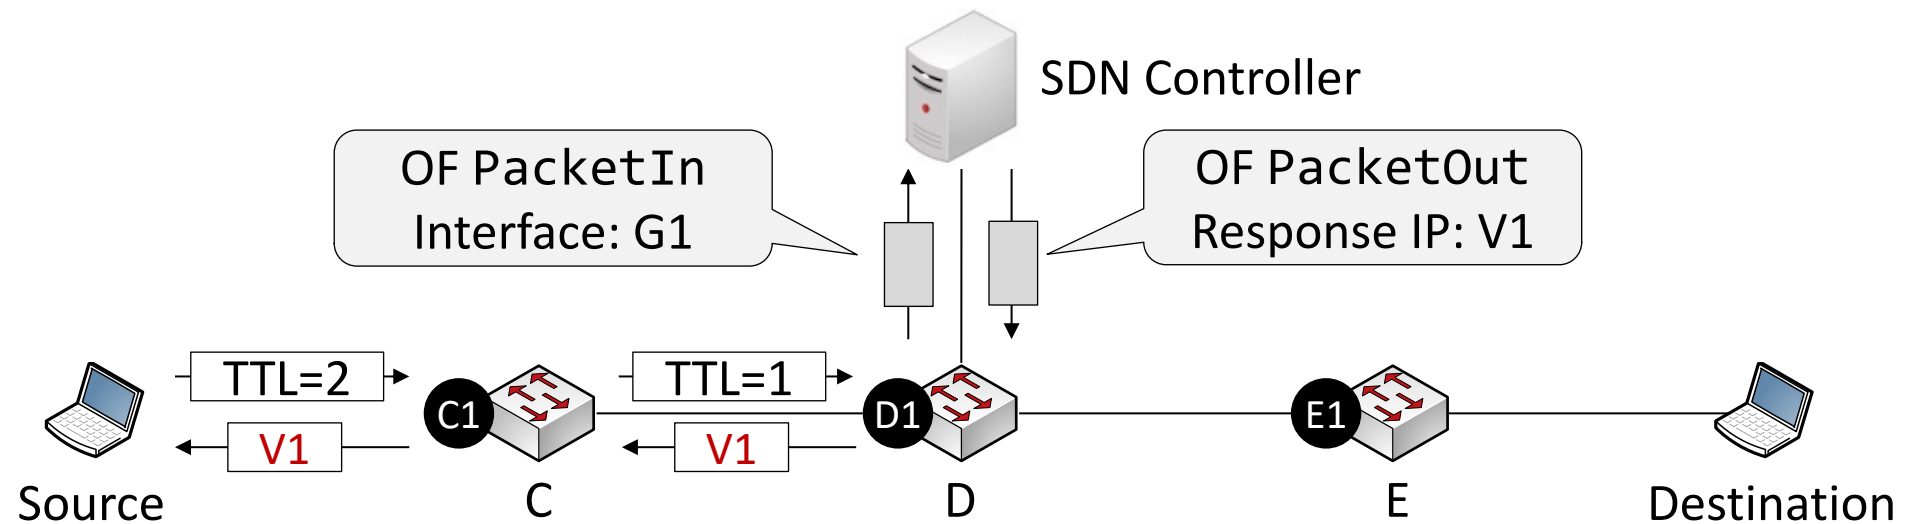 SDN Controller
OF PacketIn
Interface: G1
OF PacketOut
Response IP: V1
TTL=2
TTL=1
C1
D1
E1
V1
V1
Source
C
D
E
Destination